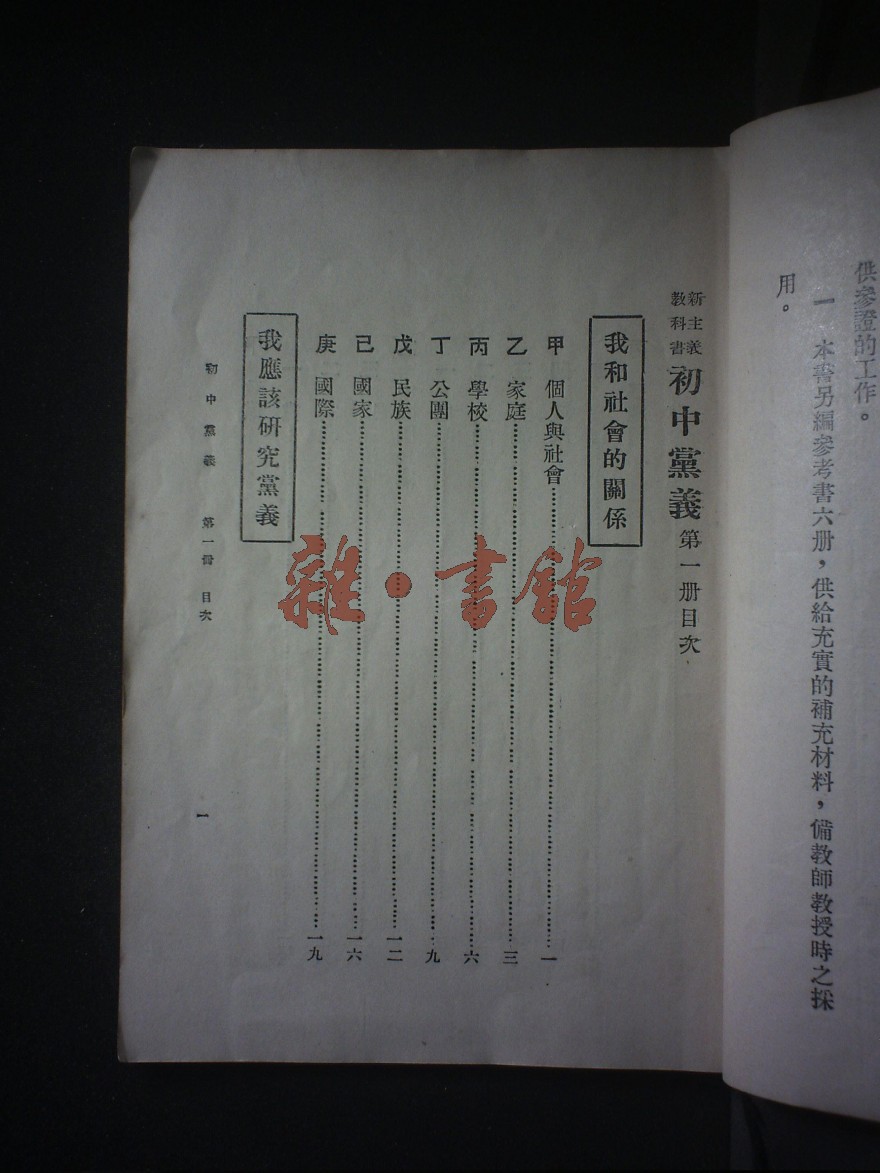 供參證的工作。
一　本書另編參考書六册，供給充實的補充材料，備教師教授時之採
用。
新主義
教科書
初中黨義第一册目次
我和社會的關係
甲　個人與社會……一
乙　家庭……三
丙　學校……六
丁　公團……九
戊　民族……一二
己　國家……一六
庚　國際……一九
我應該研究黨義
初中黨義　第一冊　目次
一
雜・書館